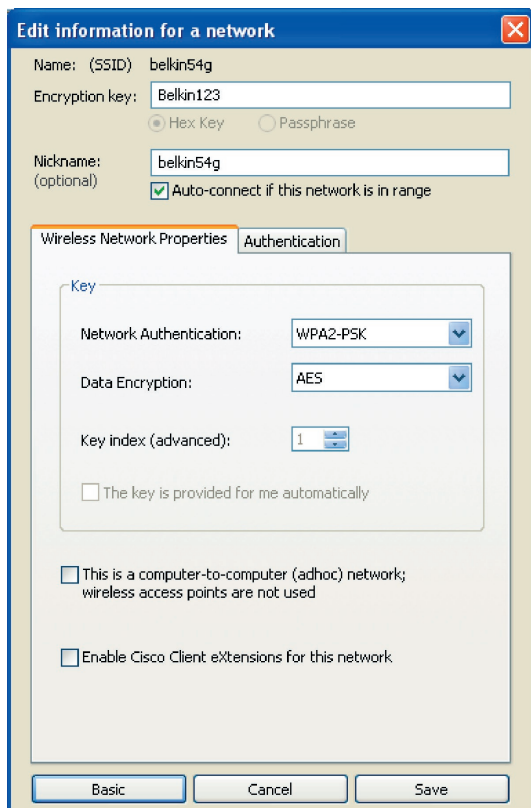 Edit information for a network
Name: (SSID) belkin54g
Encryption key: Belkin123
Hex Key Passphrase
Nickname: belkin54g
(optional)
Auto-connect if this network is in range
Wireless Network Properties Authentication
Key
Network Authentication: WPA2-PSK
Data Encryption: AES
Key index (advanced): 1
The key is provided for me automatically
This is a computer-to-computer (adhoc) network;
wireless access points are not used
Enable Cisco Client eXtensions for this network
Basic Cancel Save